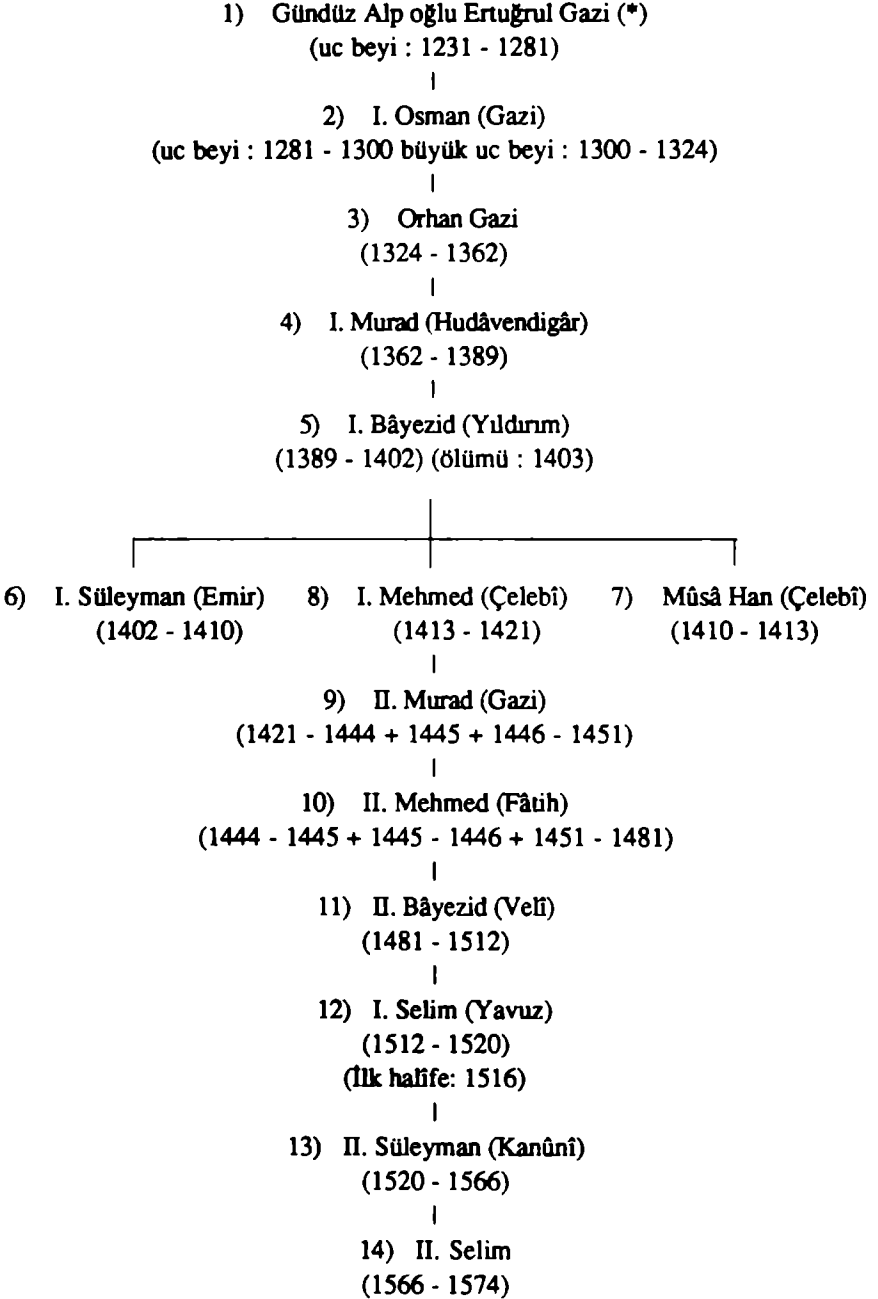 1) Gündüz Alp oğlu Ertuğrul Gazi (*)
(uc beyi : 1231 - 1281)
2) I. Osman (Gazi)
(uc beyi : 1281 - 1300 büyük uc beyi : 1300 - 1324)
3) Orhan Gazi
(1324 - 1362)
4) I. Murad (Hudâvendigâr)
(1362 - 1389)
5) I. Bâyezid (Yıldırım)
(1389 - 1402) (ölümü : 1403)
6) I. Süleyman (Emir) 8) I. Mehmed (Çelebî) 7) Mûsâ Han (Çelebî)
(1402 - 1410) (1413 - 1421) (1410 - 1413)
9) II. Murad (Gazi)
(1421 - 1444 + 1445 + 1446 - 1451)
10) II. Mehmed (Fâtih)
(1444 - 1445 + 1445 - 1446 + 1451 - 1481)
11) II. Bâyezid (Velî)
(1481 - 1512)
12) I. Selim (Yavuz)
(1512 - 1520)
(İlk halîfe: 1516)
13) II. Süleyman (Kanûnî)
(1520 - 1566)
14) II. Selim
(1566 - 1574)